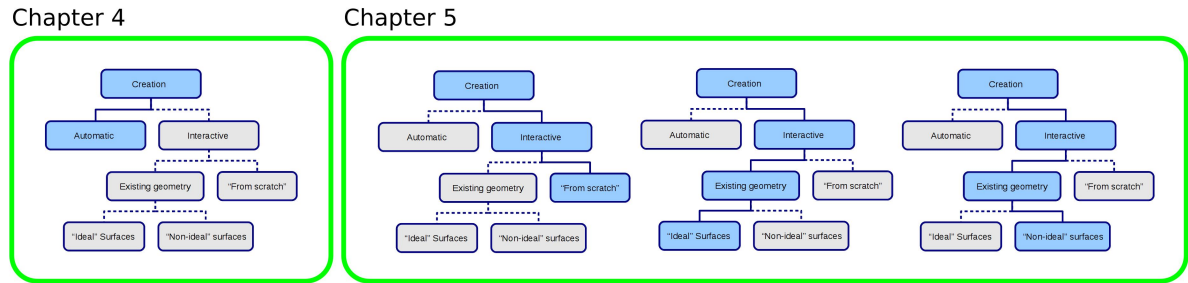 Chapter 4
Creation
Automatic
Interactive
Existing geometry
“From scratch”
“Ideal” Surfaces
“Non-ideal” surfaces
Chapter 5
Creation
Automatic
Interactive
Existing geometry
“From scratch”
“Ideal” Surfaces
“Non-ideal” surfaces
Creation
Automatic
Interactive
Existing geometry
“From scratch”
“Ideal” Surfaces
“Non-ideal” surfaces
Creation
Automatic
Interactive
Existing geometry
“From scratch”
“Ideal” Surfaces
“Non-ideal” surfaces